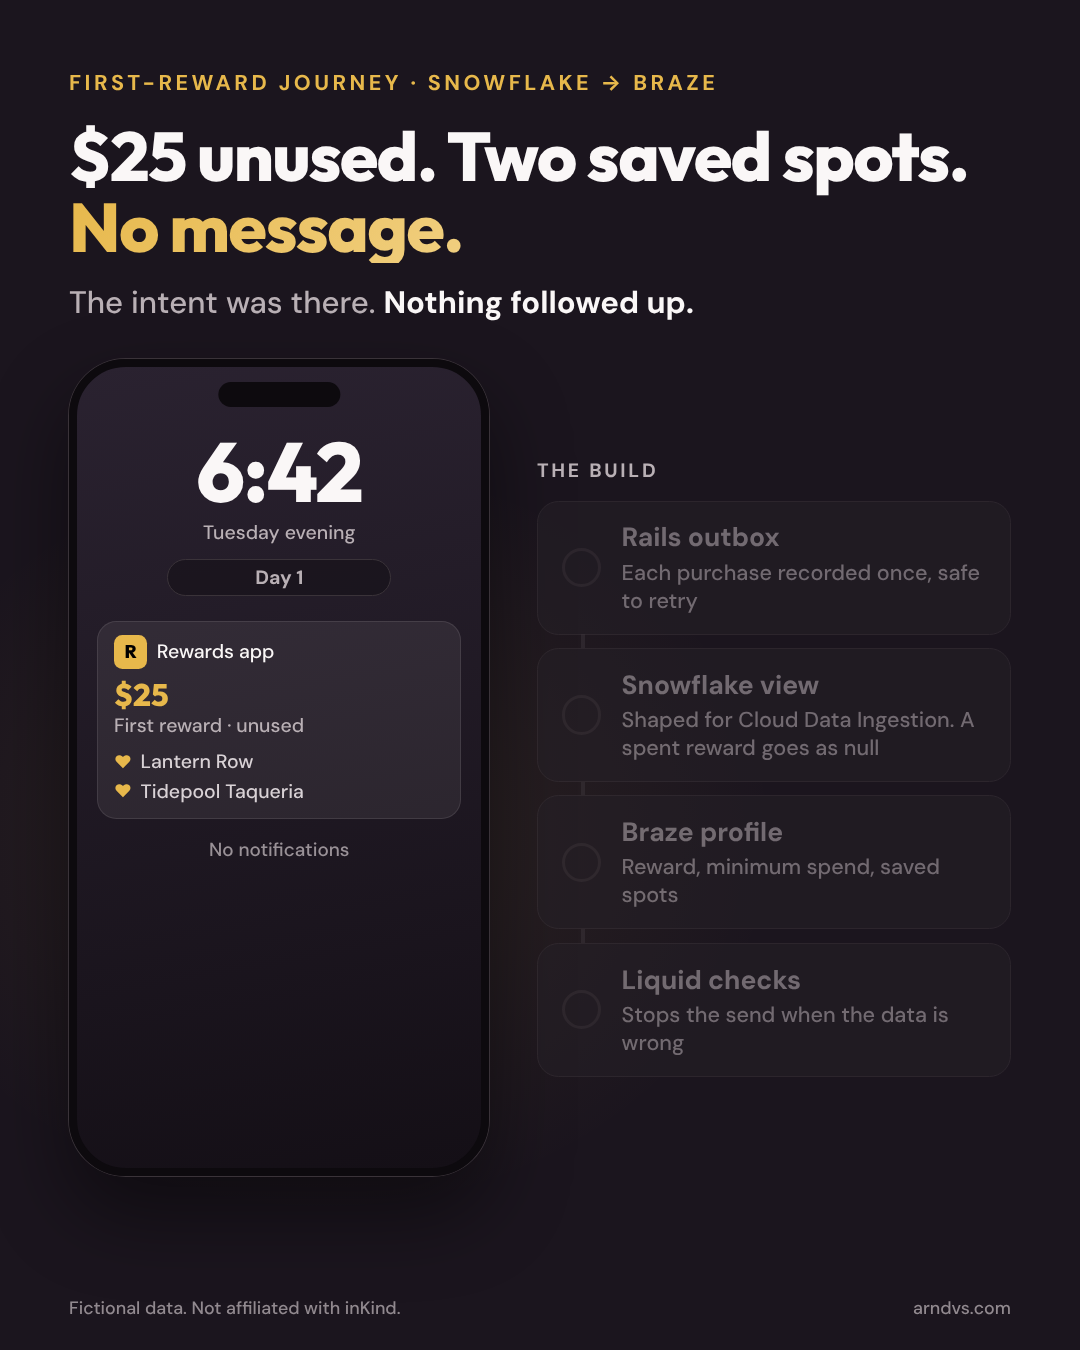 FIRST-REWARD JOURNEY · SNOWFLAKE → BRAZE
$25 unused. Two saved spots.
No message.
The intent was there. Nothing followed up.
6:42
Tuesday evening
Day 1
R Rewards app
$25
First reward · unused
Lantern Row
Tidepool Taqueria
No notifications
THE BUILD
Rails outbox
Each purchase recorded once, safe
to retry
Snowflake view
Shaped for Cloud Data Ingestion. A
spent reward goes as null
Braze profile
Reward, minimum spend, saved
spots
Liquid checks
Stops the send when the data is
wrong
Fictional data. Not affiliated with inKind.
arndvs.com